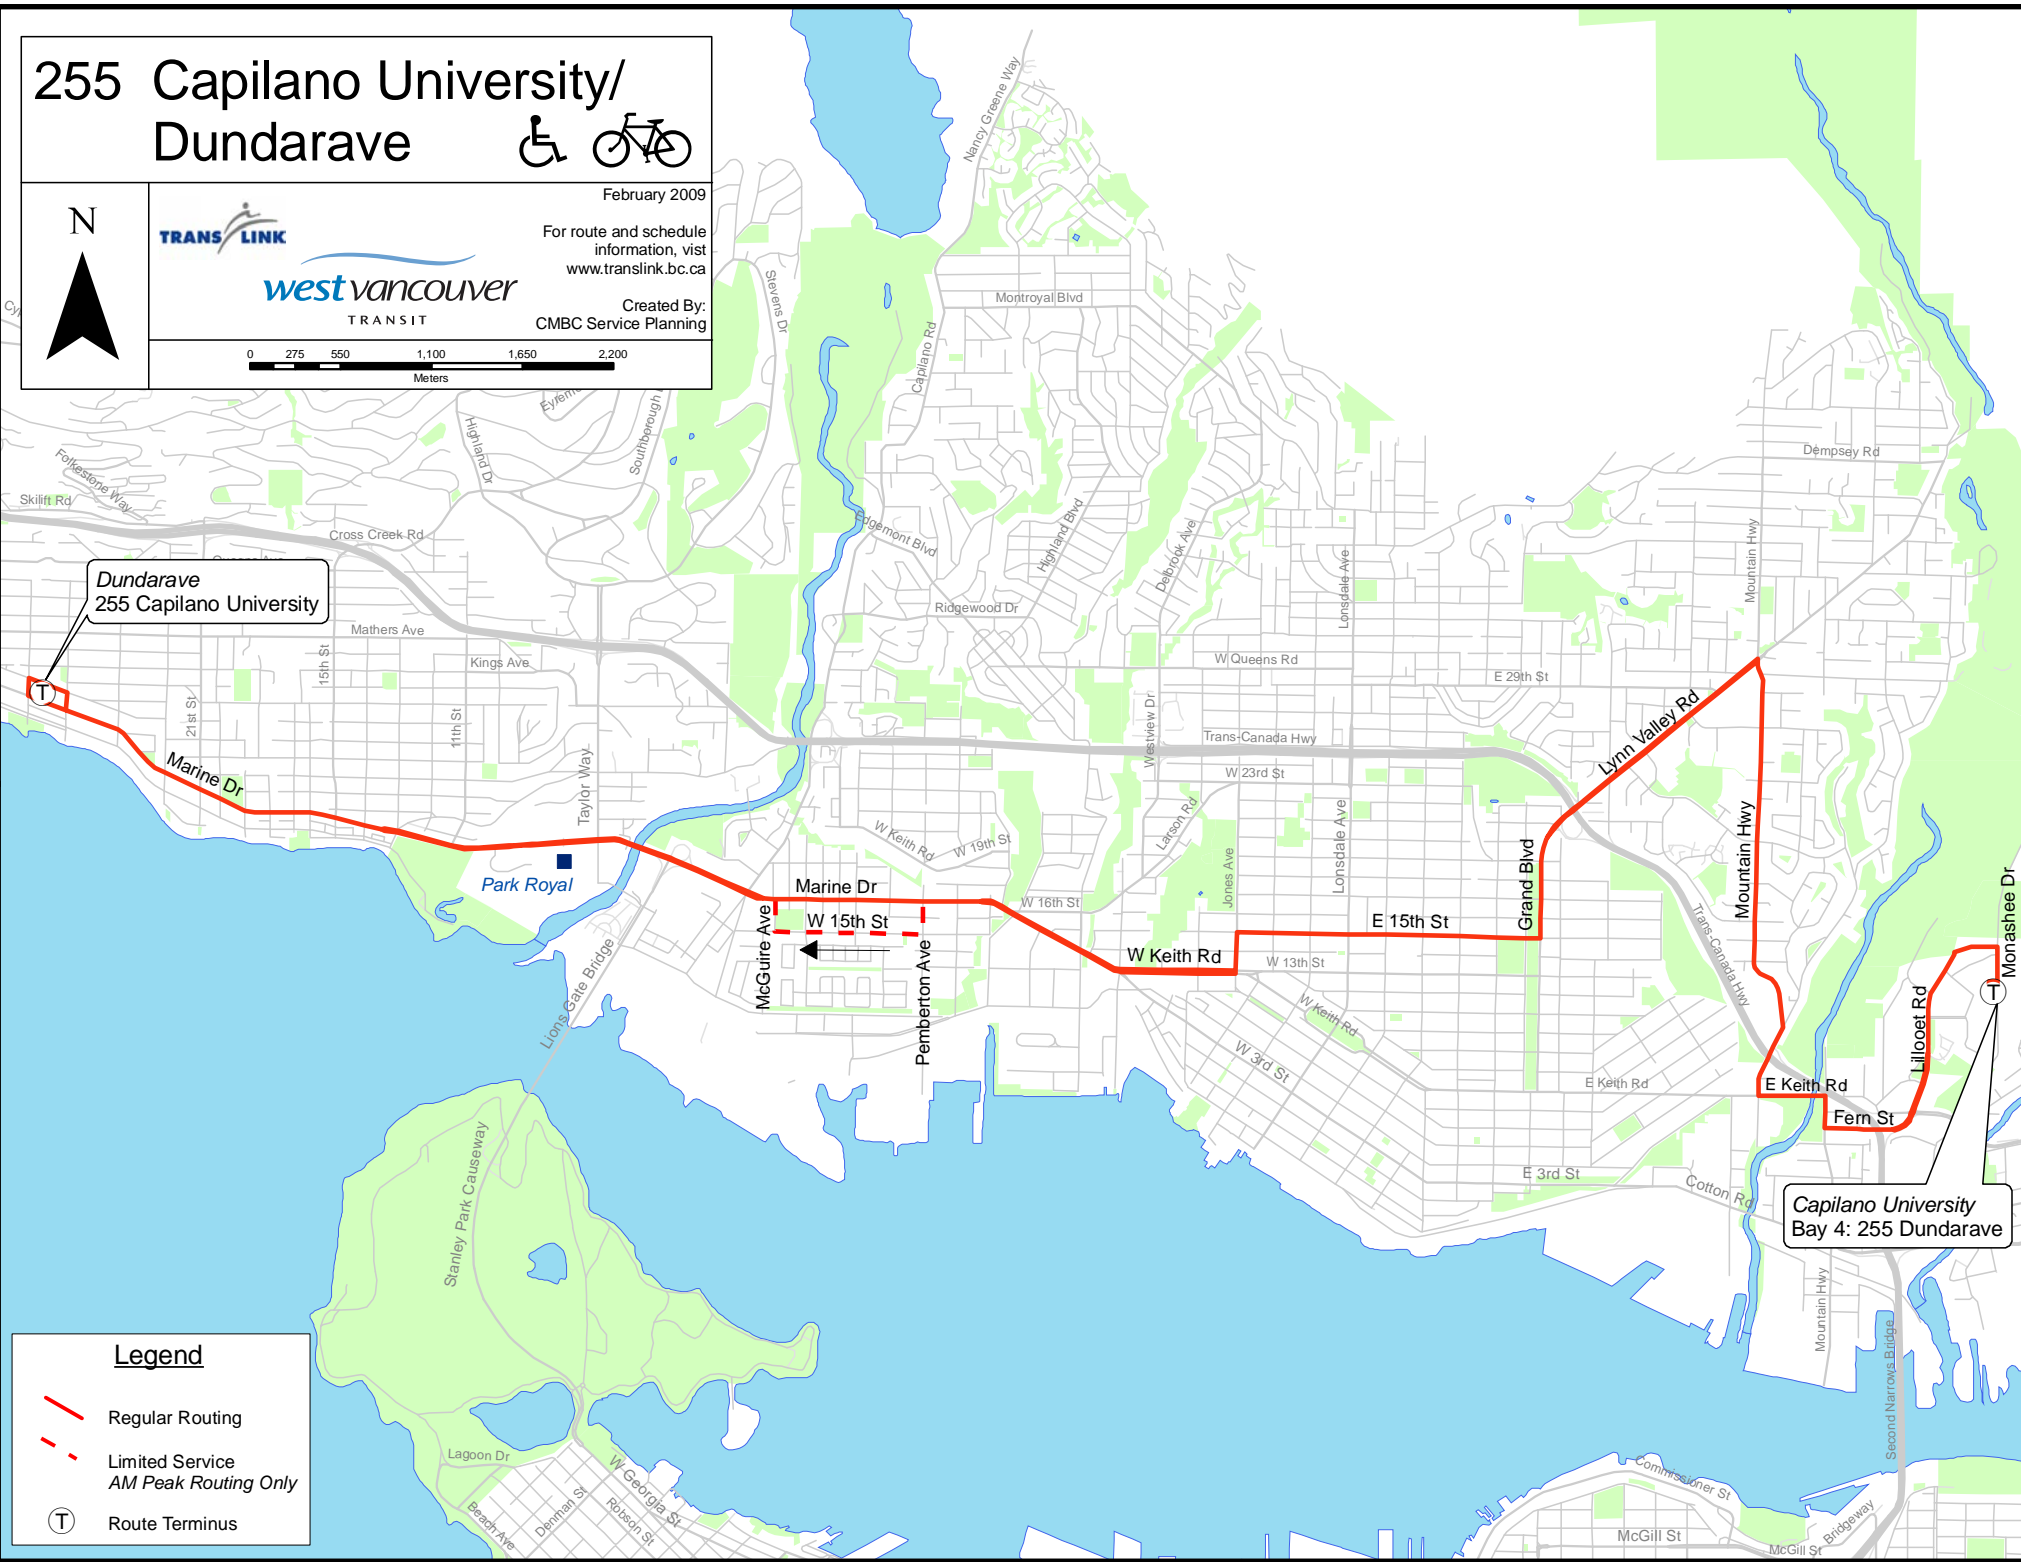 255 Capilano University/
Dundarave
N
TRANS LINK
west vancouver
TRANSIT
February 2009
For route and schedule
information, vist
www.translink.bc.ca
Created By:
CMBC Service Planning
0 275 550 1,100 1,650 2,200
Meters
Nancy Greene Way
Stevens Dr
Montroyal Blvd
Capilano Rd
Highland Dr
Southborough
Folkestone Way
Skilift Rd
Cross Creek Rd
Edgemont Blvd
Highland Blvd
Delbrook Ave
Lonsdale Ave
Mountain Hwy
Dempsey Rd
Dundarave
255 Capilano University
Ridgewood Dr
Mathers Ave
Kings Ave
15th St
21st St
11th St
W Queens Rd
E 29th St
T
Westview Dr
Trans-Canada Hwy
Lynn Valley Rd
Marine Dr
Taylor Way
W 23rd St
Larson Rd
Lonsdale Ave
Mountain Hwy
W Keith Rd
W 19th St
Park Royal
Marine Dr
Jones Ave
Grand Blvd
W 16th St
W 15th St
E 15th St
Monashee Dr
McGuire Ave
Pemberton Ave
W Keith Rd
W 13th St
Trans-Canada Hwy
Lions Gate Bridge
W Keith Rd
T
Lillooet Rd
W 3rd St
E Keith Rd
E Keith Rd
Fern St
Stanley Park Causeway
E 3rd St
Cotton Rd
Capilano University
Bay 4: 255 Dundarave
Mountain Hwy
Second Narrows Bridge
Legend
Regular Routing
Limited Service
AM Peak Routing Only
T Route Terminus
Lagoon Dr
Beach Ave
Denman St
Robson St
W Georgia St
Commissioner St
McGill St
McGill St
Bridgeway